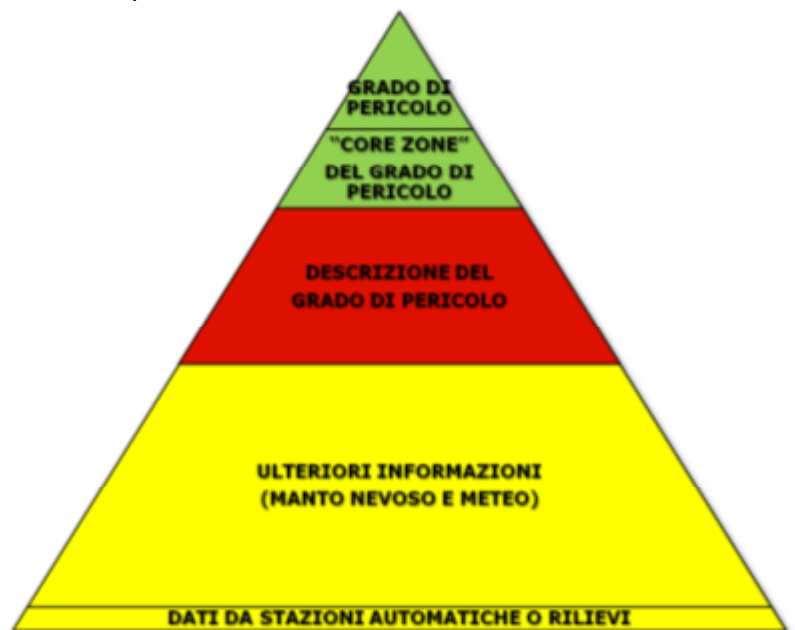 GRADO DI
PERICOLO
"CORE ZONE"
DEL GRADO DI
PERICOLO
DESCRIZIONE DEL
GRADO DI PERICOLO
ULTERIORI INFORMAZIONI
(MANTO NEVOSO E METEO)
DATI DA STAZIONI AUTOMATICHE O RILIEVI